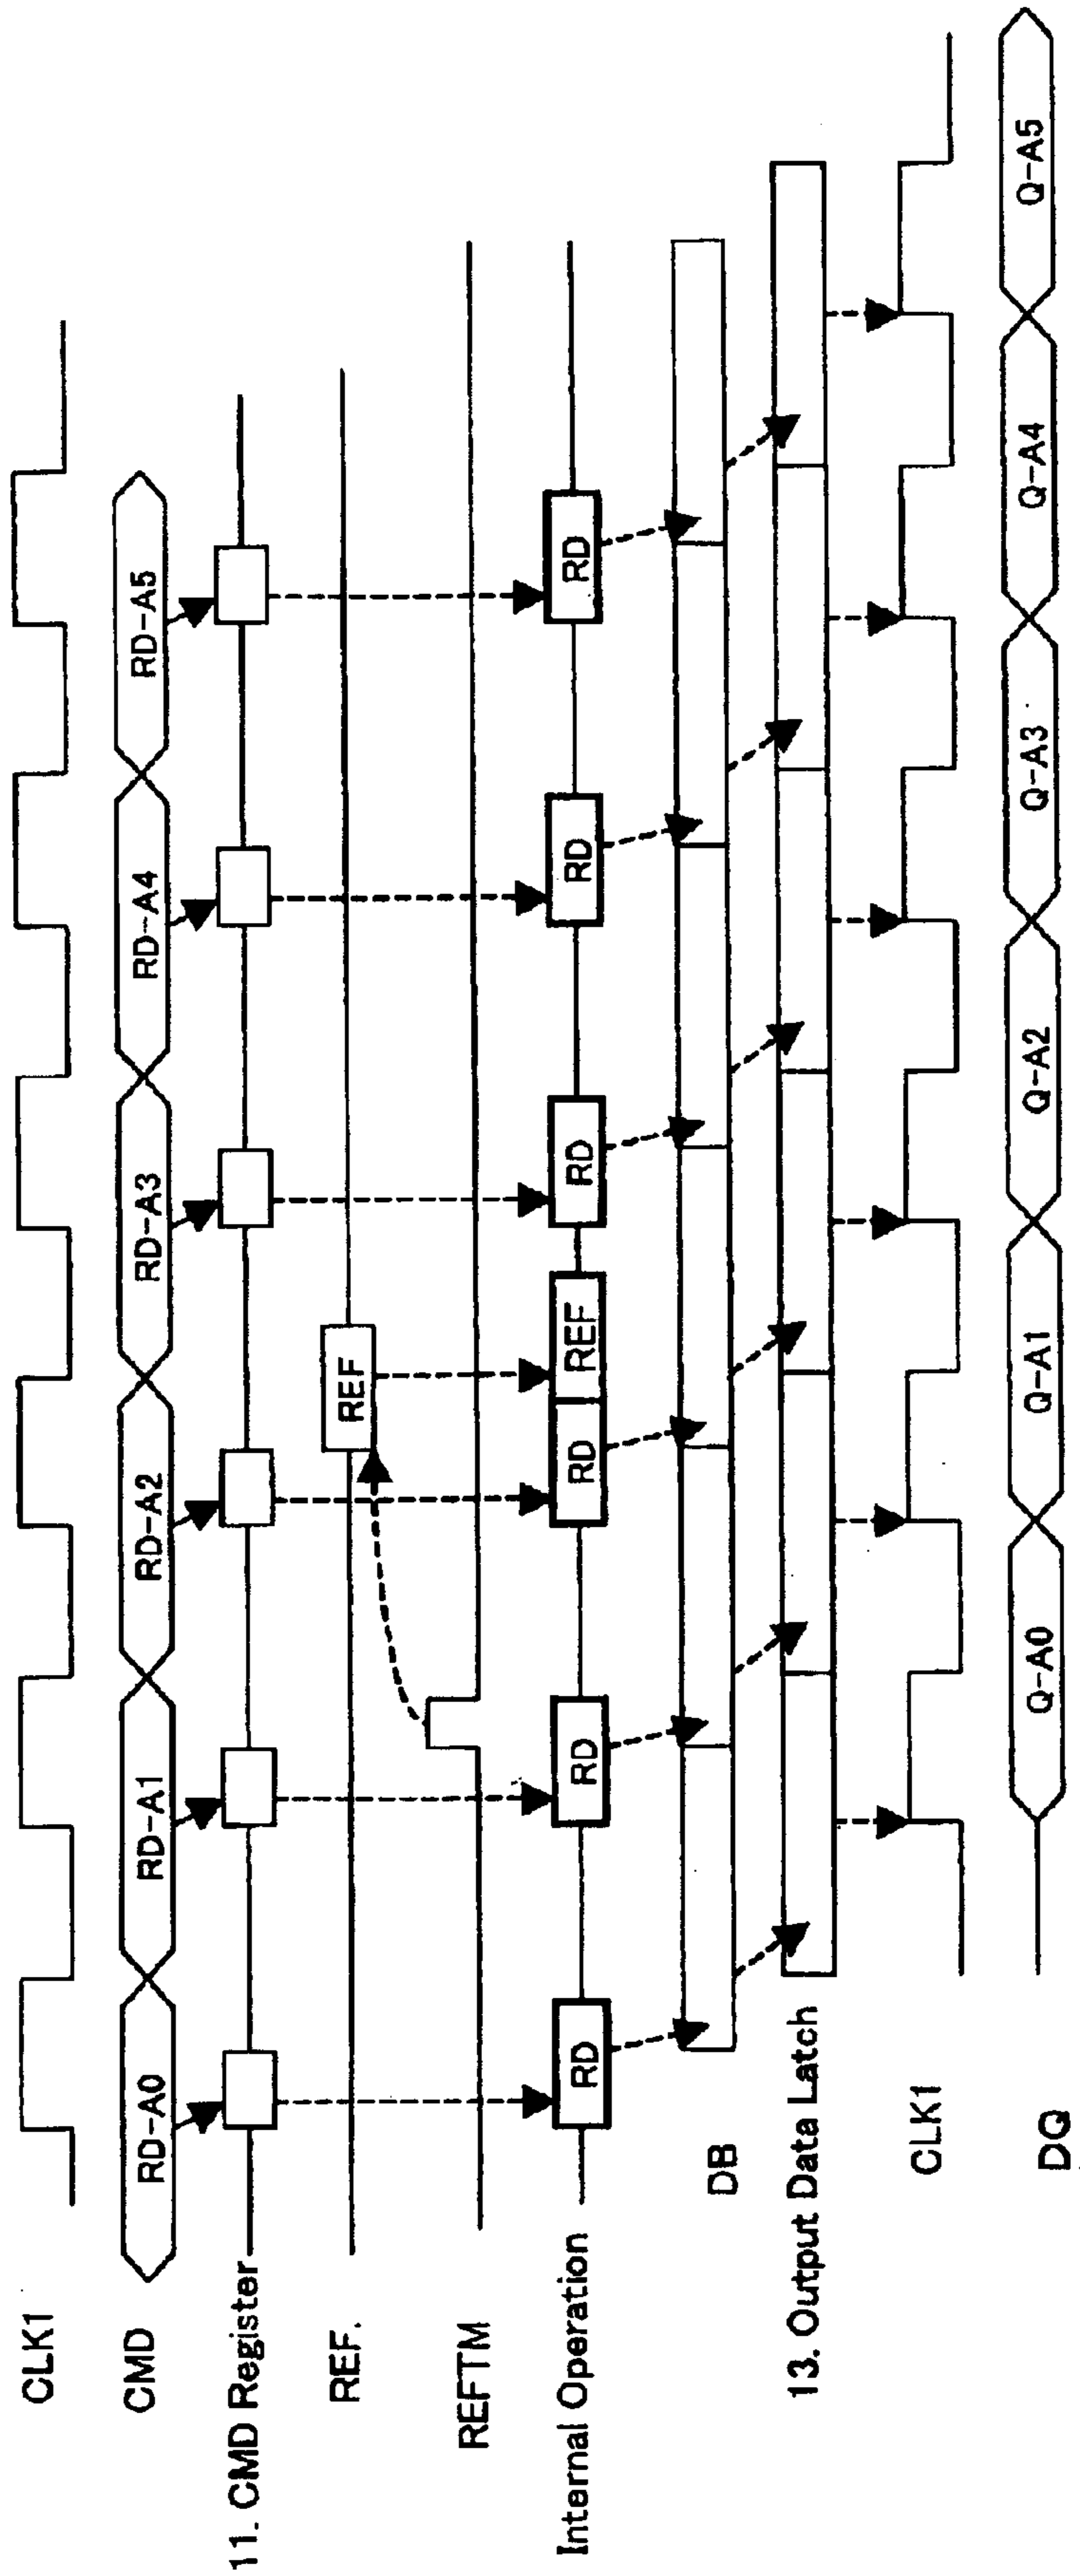 CLK1
CMD
RD-A0
RD-A1
RD-A2
RD-A3
RD-A4
RD-A5
11. CMD Register
REF.
REF
REFTM
Internal Operation
RD
RD
RD
REF
RD
RD
RD
DB
13. Output Data Latch
CLK1
DQ
Q-A0
Q-A1
Q-A2
Q-A3
Q-A4
Q-A5